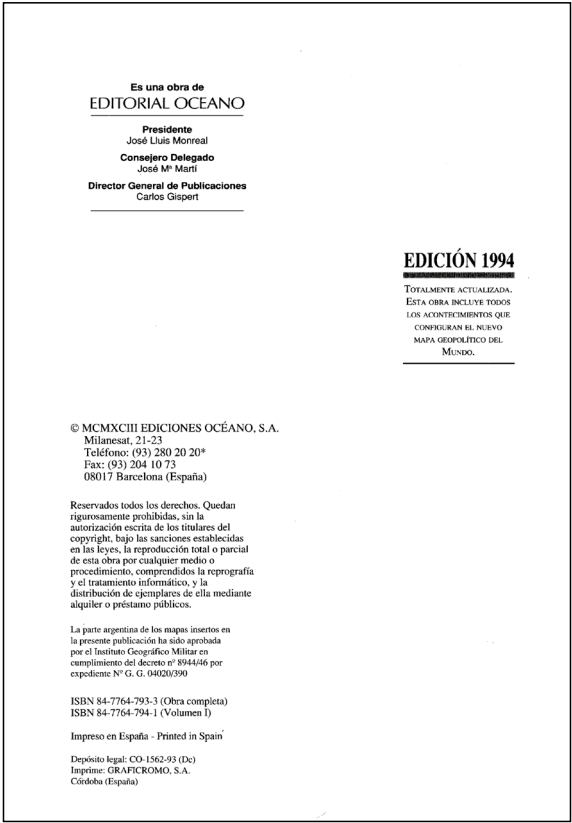 Es una obra de
EDITORIAL OCEANO
Presidente
José Lluis Monreal
Consejero Delegado
José Mª Martí
Director General de Publicaciones
Carlos Gispert
EDICIÓN 1994
TOTALMENTE ACTUALIZADA.
ESTA OBRA INCLUYE TODOS
LOS ACONTECIMIENTOS QUE
CONFIGURAN EL NUEVO
MAPA GEOPOLÍTICO DEL
MUNDO.
© MCMXCIII EDICIONES OCÉANO, S.A.
Milanesat, 21-23
Teléfono: (93) 280 20 20*
Fax: (93) 204 10 73
08017 Barcelona (España)
Reservados todos los derechos. Quedan
rigurosamente prohibidas, sin la
autorización escrita de los titulares del
copyright, bajo las sanciones establecidas
en las leyes, la reproducción total o parcial
de esta obra por cualquier medio o
procedimiento, comprendidos la reprografía
y el tratamiento informático, y la
distribución de ejemplares de ella mediante
alquiler o préstamo públicos.
La parte argentina de los mapas insertos en
la presente publicación ha sido aprobada
por el Instituto Geográfico Militar en
cumplimiento del decreto nº 8944/46 por
expediente Nº G. G. 04020/390
ISBN 84-7764-793-3 (Obra completa)
ISBN 84-7764-794-1 (Volumen I)
Impreso en España - Printed in Spain
Depósito legal: CO-1562-93 (Dc)
Imprime: GRAFICROMO, S.A.
Córdoba (España)